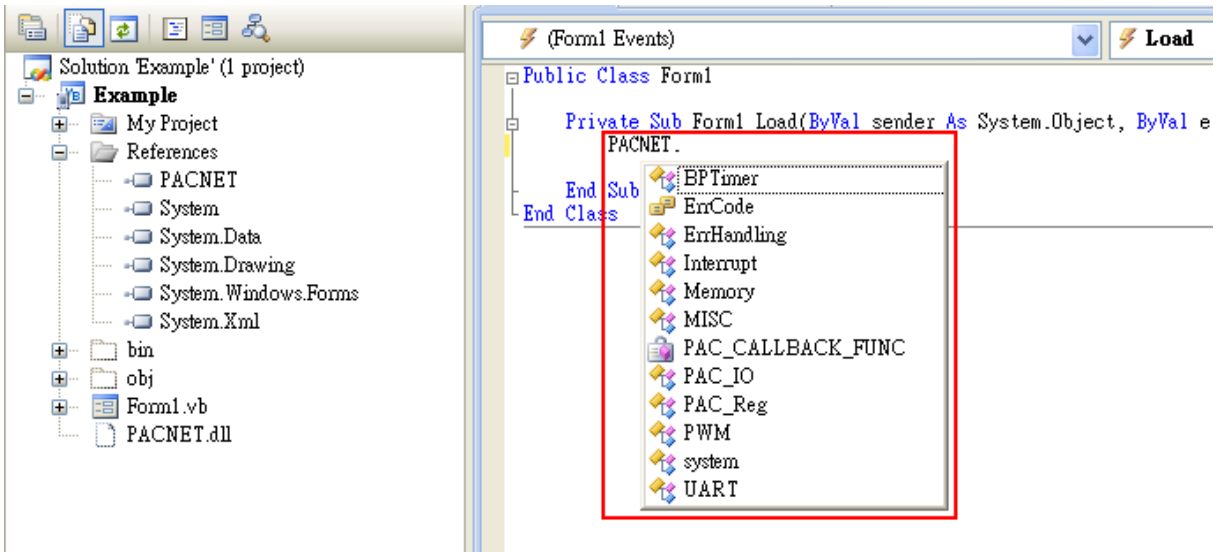 Solution 'Example' (1 project)
Example
My Project
References
PACNET
System
System.Data
System.Drawing
System.Windows.Forms
System.Xml
bin
obj
Form1.vb
PACNET.dll
(Form1 Events)
Load
Public Class Form1
Private Sub Form1_Load(ByVal sender As System.Object, ByVal e
PACNET.
End Sub
End Class
BPTimer
ErrCode
ErrHandling
Interrupt
Memory
MISC
PAC_CALLBACK_FUNC
PAC_IO
PAC_Reg
PWM
system
UART